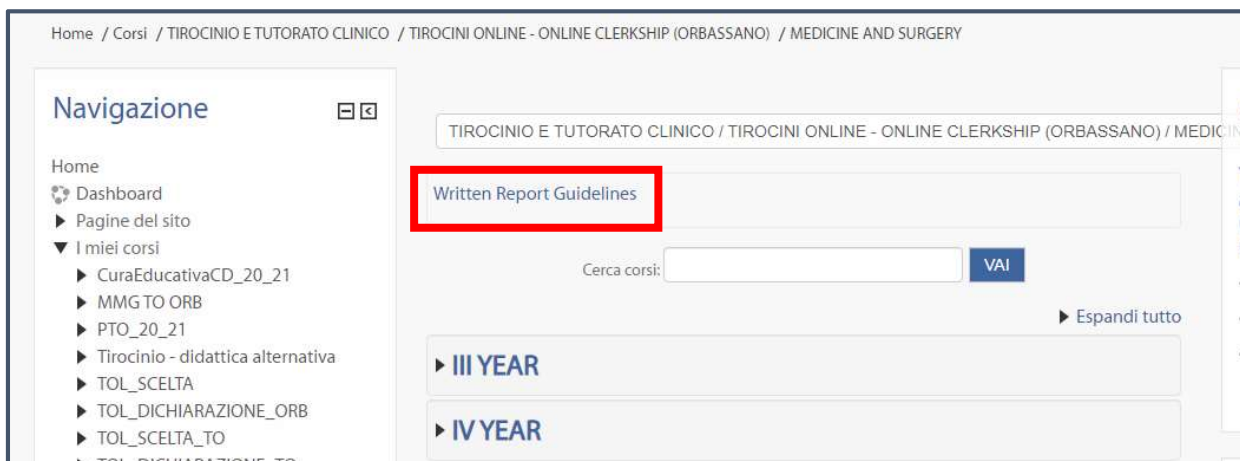 Home / Corsi / TIROCINIO E TUTORATO CLINICO / TIROCINI ONLINE - ONLINE CLERKSHIP (ORBASSANO) / MEDICINE AND SURGERY
Navigazione
Home
Dashboard
Pagine del sito
I miei corsi
CuraEducativaCD_20_21
MMG TO ORB
PTO_20_21
Tirocinio - didattica alternativa
TOL_SCELTA
TOL_DICHIARAZIONE_ORB
TOL_SCELTA_TO
TOL_DICHIARAZIONE_TO
TIROCINIO E TUTORATO CLINICO / TIROCINI ONLINE - ONLINE CLERKSHIP (ORBASSANO) / MEDICIN
Written Report Guidelines
Cerca corsi: VAI
Espandi tutto
III YEAR
IV YEAR